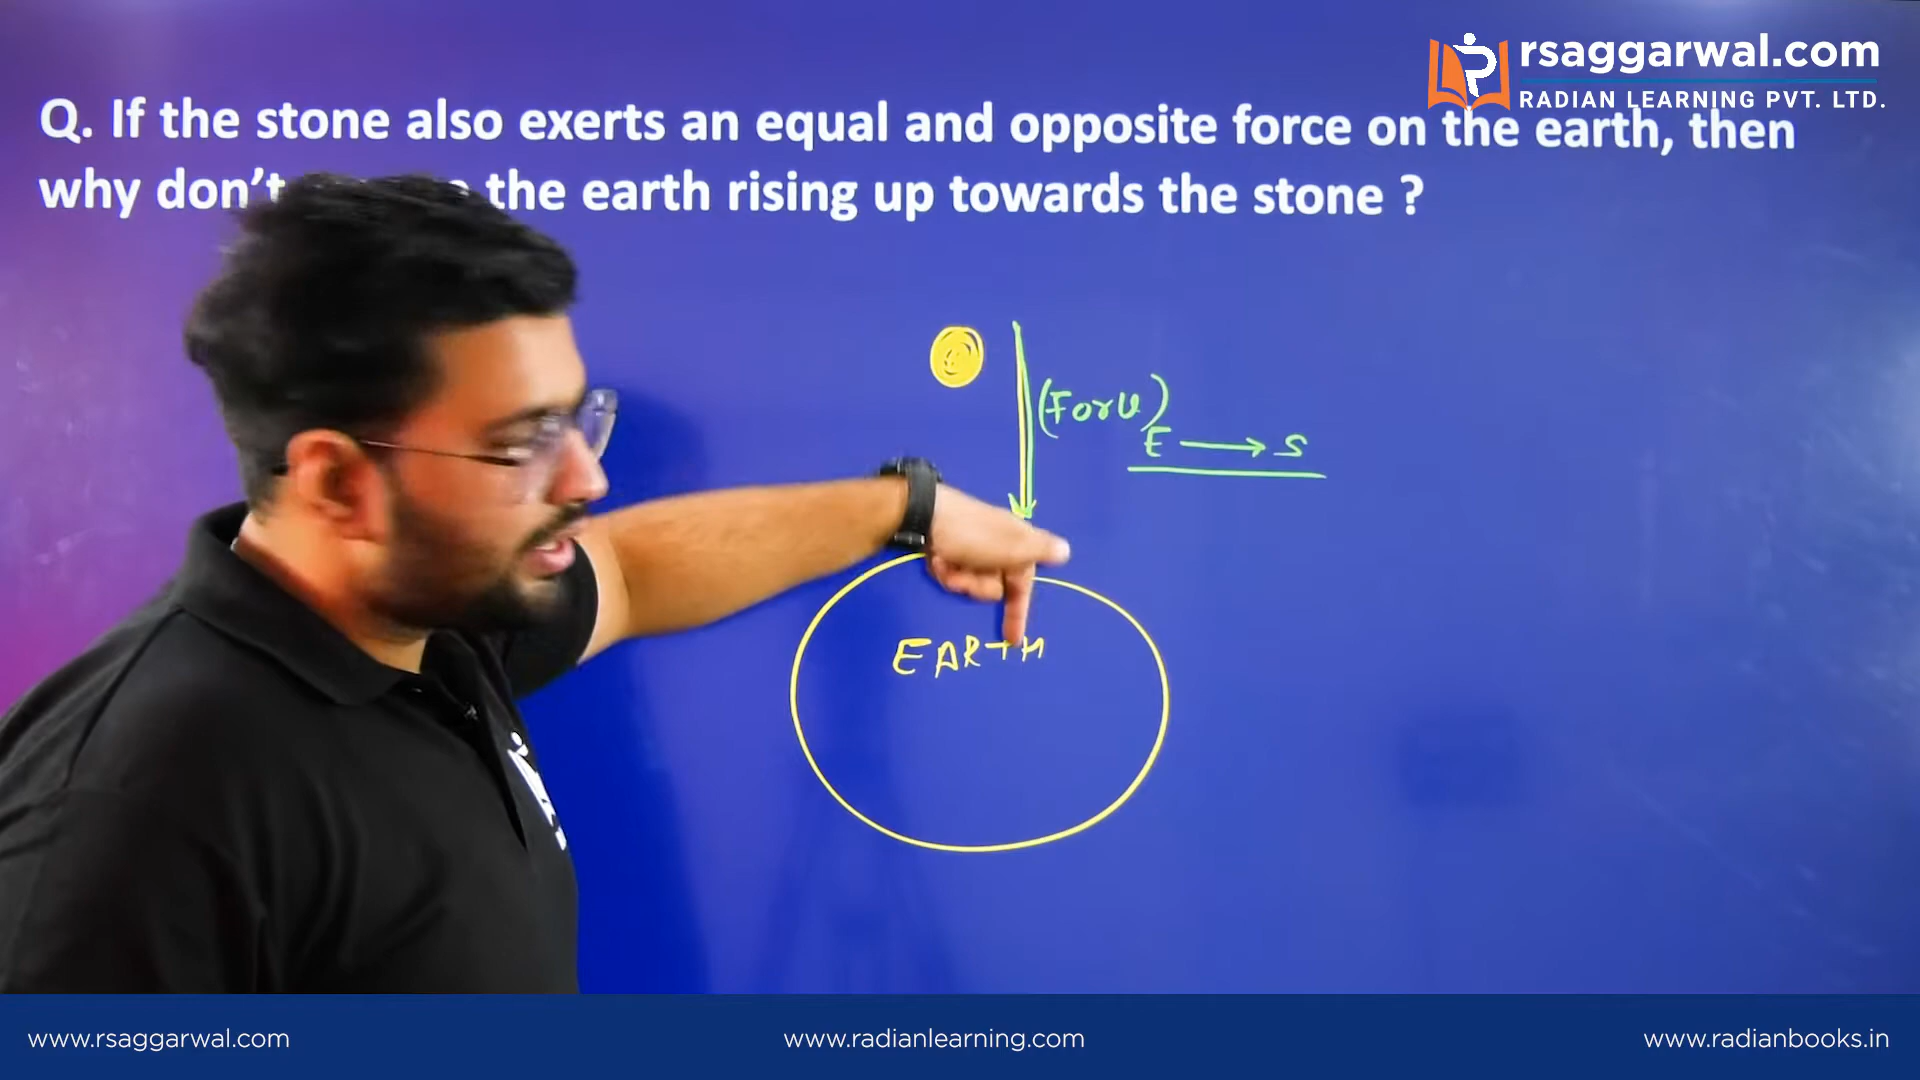 rsaggarwal.com
RADIAN LEARNING PVT. LTD.
Q. If the stone also exerts an equal and opposite force on the earth, then
why don't the earth rising up towards the stone ?
(Force)
E → S
EARTH
www.rsaggarwal.com
www.radianlearning.com
www.radianbooks.in